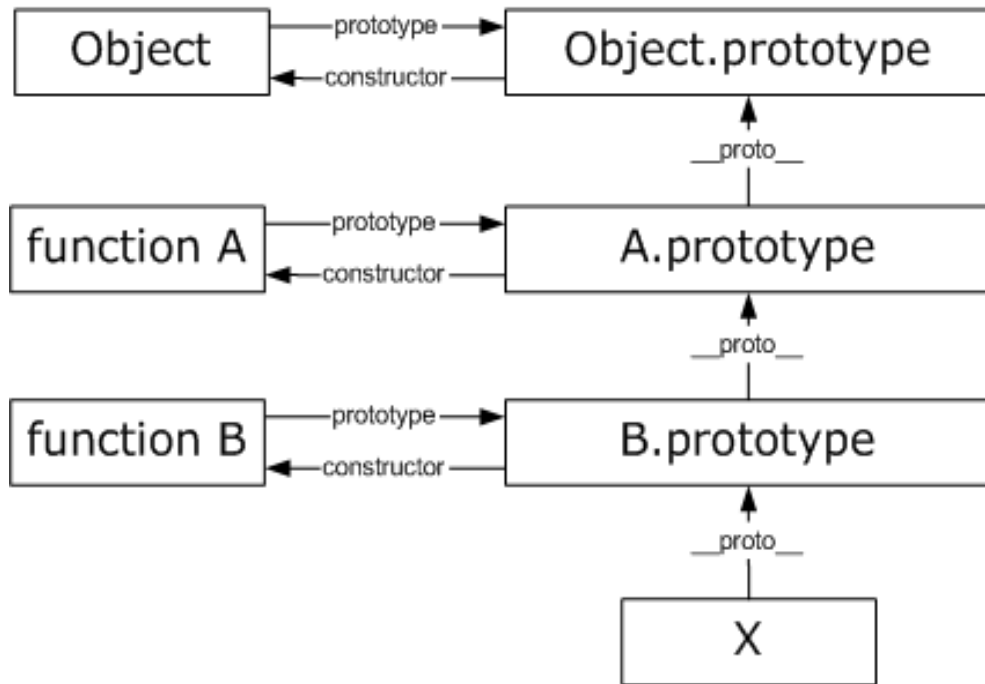 Object
prototype
constructor
Object.prototype
__proto__
function A
prototype
constructor
A.prototype
__proto__
function B
prototype
constructor
B.prototype
__proto__
X